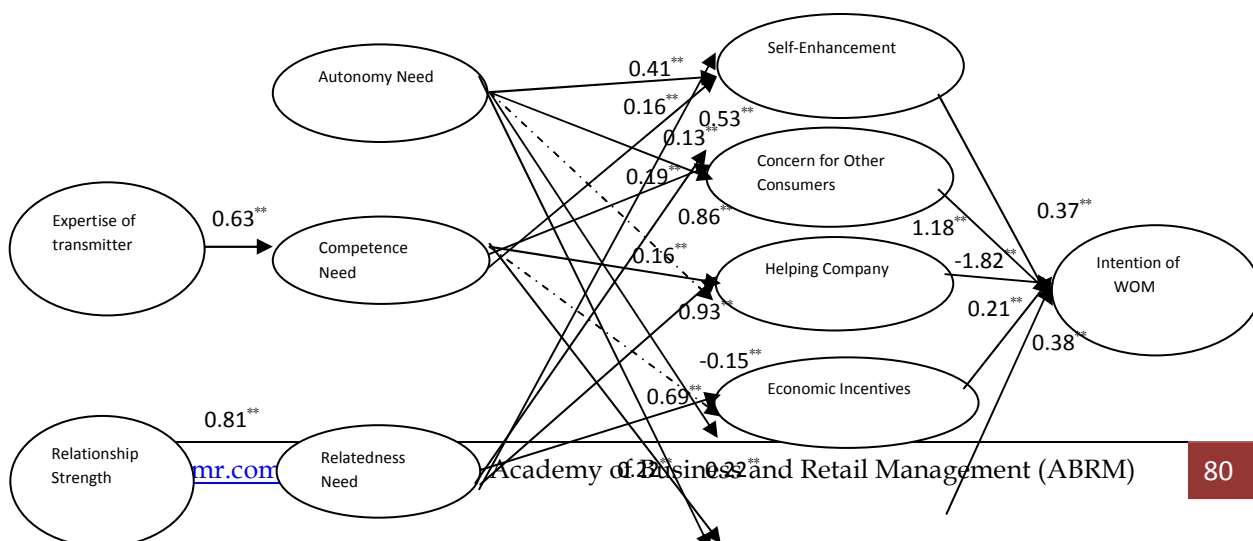 Self-Enhancement
Autonomy Need
0.41**
0.16**
0.53**
0.13**
Concern for Other
Consumers
0.19**
Expertise of
transmitter
0.63**
0.86**
0.37**
1.18**
Competence
Need
0.16**
Helping Company
-1.82**
Intention of
WOM
0.93**
0.21**
0.38**
-0.15**
0.69**
Economic Incentives
0.81**
Relationship
Strength
Relatedness
Need
mr.com
Academy of Business and Retail Management (ABRM)
0.22**
80